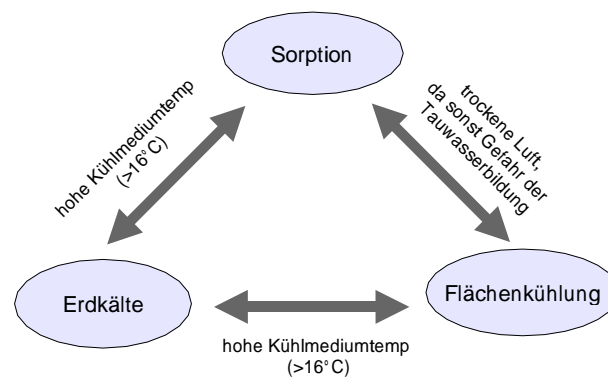 Sorption
hohe Kühlmediumtemp
(>16°C)
trockene Luft,
da sonst Gefahr der
Tauwasserbildung
Erdkälte
Flächenkühlung
hohe Kühlmediumtemp
(>16°C)